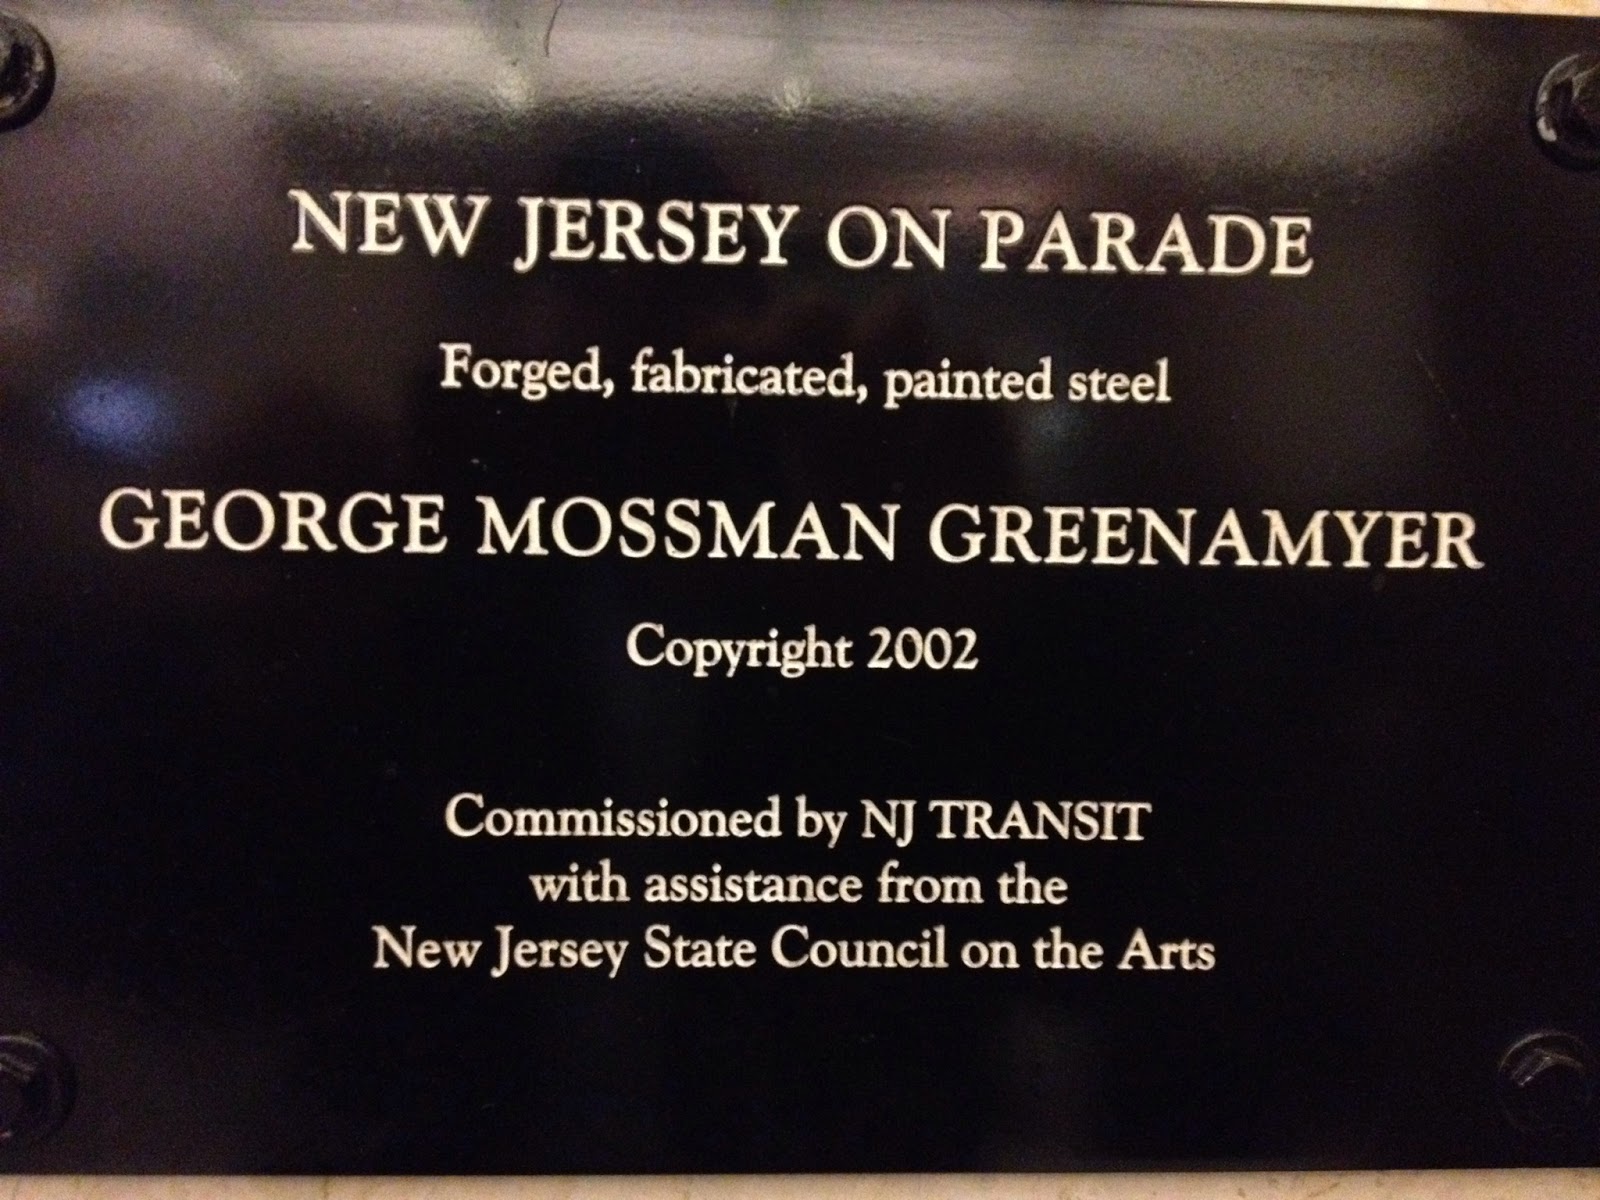 NEW JERSEY ON PARADE
Forged, fabricated, painted steel
GEORGE MOSSMAN GREENAMYER
Copyright 2002
Commissioned by NJ TRANSIT
with assistance from the
New Jersey State Council on the Arts